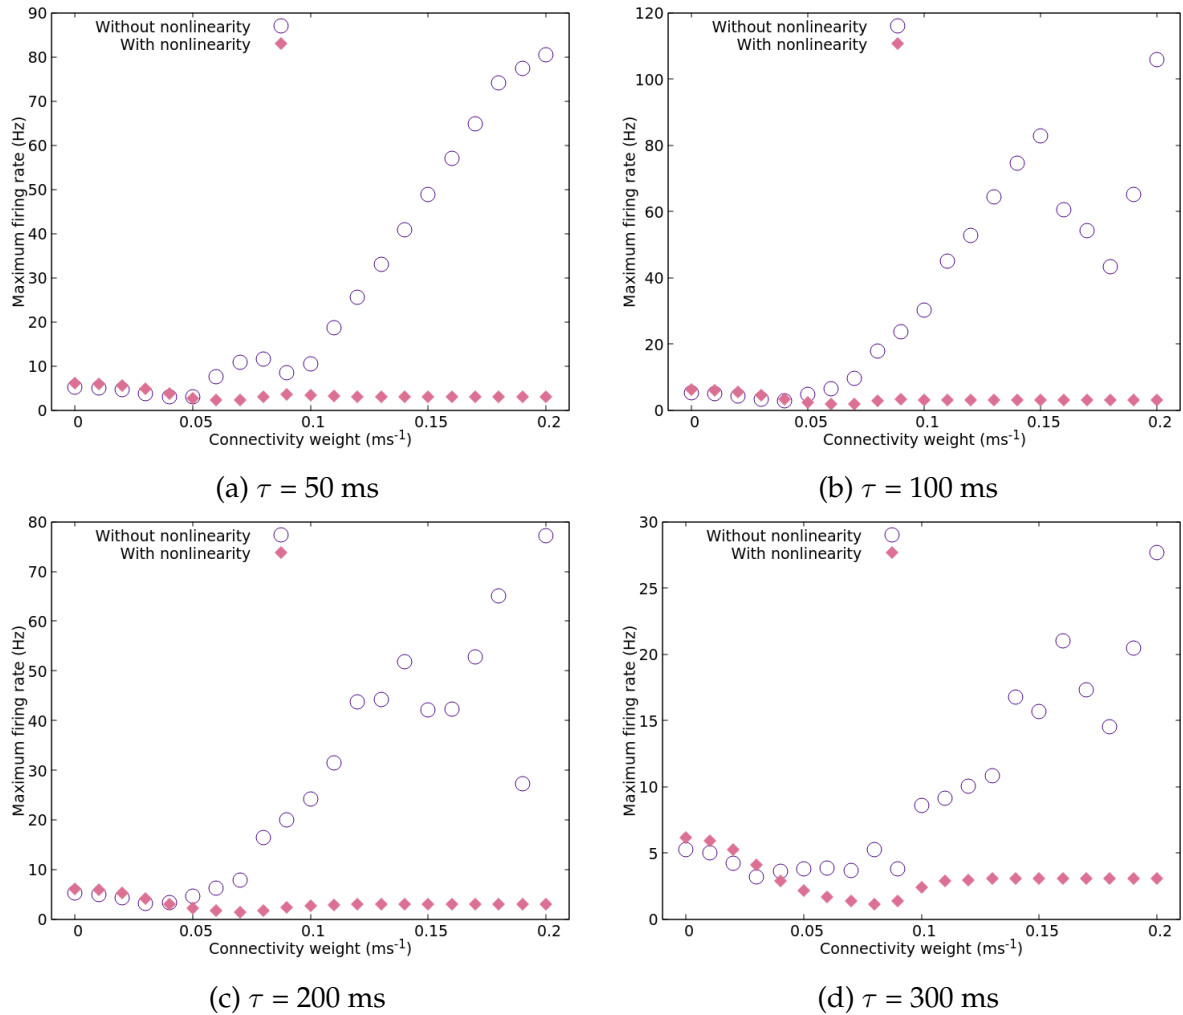 Without nonlinearity
With nonlinearity
Maximum firing rate (Hz)
90
80
70
60
50
40
30
20
10
0
0 0.05 0.1 0.15 0.2
Connectivity weight (ms-1)
(a) τ = 50 ms
Without nonlinearity
With nonlinearity
Maximum firing rate (Hz)
120
100
80
60
40
20
0
0 0.05 0.1 0.15 0.2
Connectivity weight (ms-1)
(b) τ = 100 ms
Without nonlinearity
With nonlinearity
Maximum firing rate (Hz)
80
70
60
50
40
30
20
10
0
0 0.05 0.1 0.15 0.2
Connectivity weight (ms-1)
(c) τ = 200 ms
Without nonlinearity
With nonlinearity
Maximum firing rate (Hz)
30
25
20
15
10
5
0
0 0.05 0.1 0.15 0.2
Connectivity weight (ms-1)
(d) τ = 300 ms